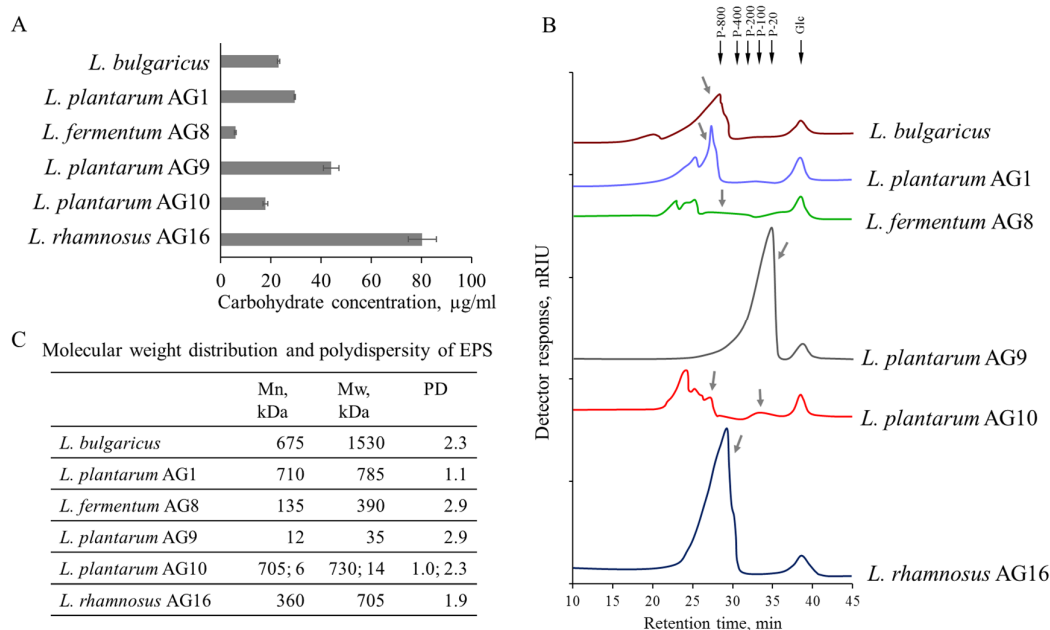 A
L. bulgaricus
L. plantarum AG1
L. fermentum AG8
L. plantarum AG9
L. plantarum AG10
L. rhamnosus AG16
0 20 40 60 80 100
Carbohydrate concentration, µg/ml
B
P-800 P-400 P-200 P-100 P-20 Glc
Detector response, nRIU
L. bulgaricus
L. plantarum AG1
L. fermentum AG8
L. plantarum AG9
L. plantarum AG10
L. rhamnosus AG16
10 15 20 25 30 35 40 45
Retention time, min
C
Molecular weight distribution and polydispersity of EPS
Mn, kDa Mw, kDa PD
L. bulgaricus 675 1530 2.3
L. plantarum AG1 710 785 1.1
L. fermentum AG8 135 390 2.9
L. plantarum AG9 12 35 2.9
L. plantarum AG10 705; 6 730; 14 1.0; 2.3
L. rhamnosus AG16 360 705 1.9